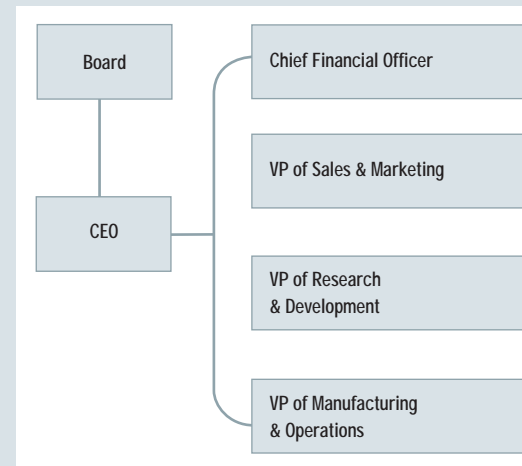 Board
CEO
Chief Financial Officer
VP of Sales & Marketing
VP of Research
& Development
VP of Manufacturing
& Operations